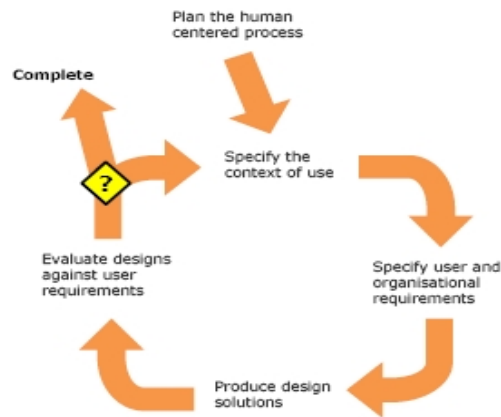 Plan the human
centered process
Complete
?
Specify the
context of use
Specify user and
organisational
requirements
Produce design
solutions
Evaluate designs
against user
requirements